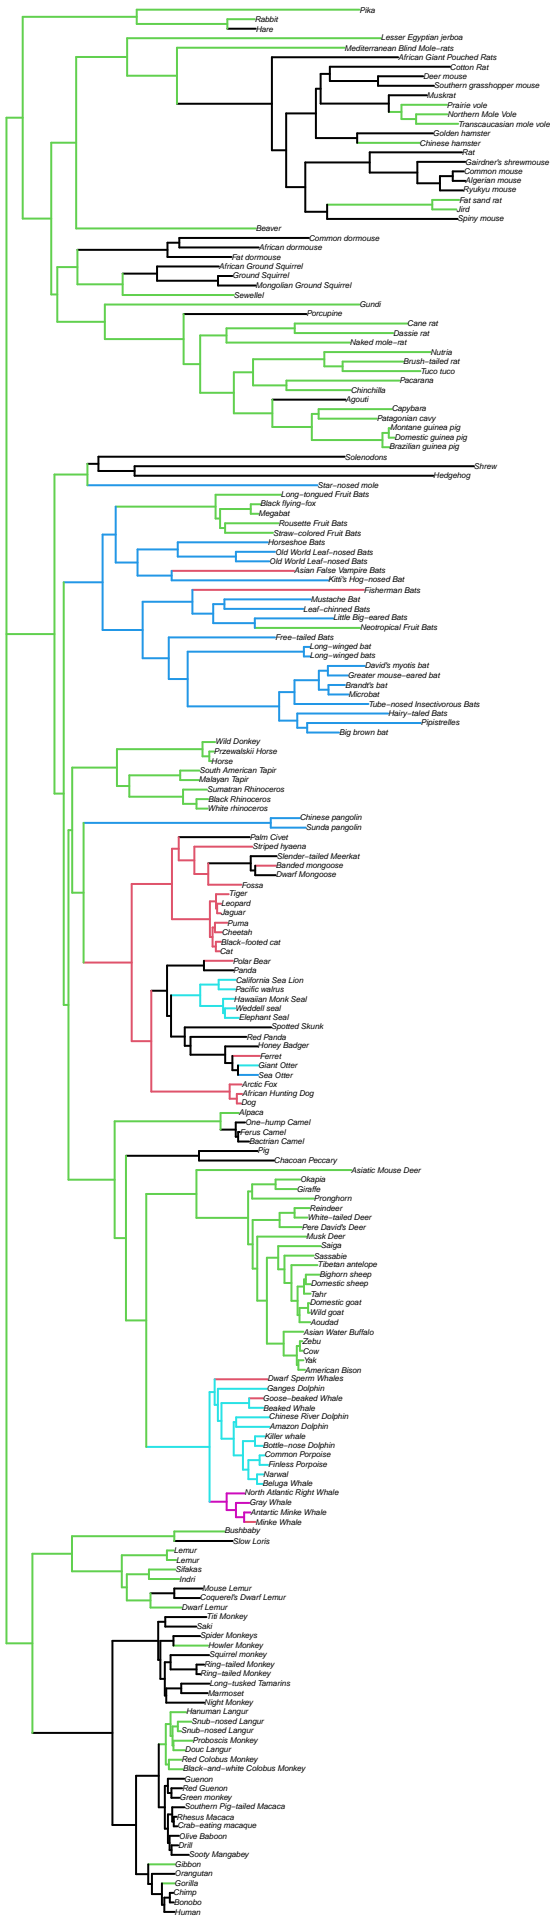 Pika
Rabbit
Hare
Lesser Egyptian jerboa
Mediterranean Blind Mole−rats
African Giant Pouched Rats
Cotton Rat
Deer mouse
Southern grasshopper mouse
Muskrat
Prairie vole
Northern Mole Vole
Transcaucasian mole vole
Golden hamster
Chinese hamster
Rat
Gairdner's shrewmouse
Common mouse
Algerian mouse
Ryukyu mouse
Fat sand rat
Jird
Spiny mouse
Beaver
Common dormouse
African dormouse
Fat dormouse
African Ground Squirrel
Ground Squirrel
Mongolian Ground Squirrel
Sewellel
Gundi
Porcupine
Cane rat
Dassie rat
Naked mole−rat
Nutria
Brush−tailed rat
Tuco tuco
Pacarana
Chinchilla
Agouti
Capybara
Patagonian cavy
Montane guinea pig
Domestic guinea pig
Brazilian guinea pig
Solenodons
Shrew
Hedgehog
Star−nosed mole
Long−tongued Fruit Bats
Black flying−fox
Megabat
Rousette Fruit Bats
Straw−colored Fruit Bats
Horseshoe Bats
Old World Leaf−nosed Bats
Old World Leaf−nosed Bats
Asian False Vampire Bats
Kitti's Hog−nosed Bat
Fisherman Bats
Mustache Bat
Leaf−chinned Bats
Little Big−eared Bats
Neotropical Fruit Bats
Free−tailed Bats
Long−winged bat
Long−winged bats
David's myotis bat
Greater mouse−eared bat
Brandt's bat
Microbat
Tube−nosed Insectivorous Bats
Hairy−taled Bats
Pipistrelles
Big brown bat
Wild Donkey
Przewalskii Horse
Horse
South American Tapir
Malayan Tapir
Sumatran Rhinoceros
Black Rhinoceros
White rhinoceros
Chinese pangolin
Sunda pangolin
Palm Civet
Striped hyaena
Slender−tailed Meerkat
Banded mongoose
Dwarf Mongoose
Fossa
Tiger
Leopard
Jaguar
Puma
Cheetah
Black−footed cat
Cat
Polar Bear
Panda
California Sea Lion
Pacific walrus
Hawaiian Monk Seal
Weddell seal
Elephant Seal
Spotted Skunk
Red Panda
Honey Badger
Ferret
Giant Otter
Sea Otter
Arctic Fox
African Hunting Dog
Dog
Alpaca
One−hump Camel
Ferus Camel
Bactrian Camel
Pig
Chacoan Peccary
Asiatic Mouse Deer
Okapia
Giraffe
Pronghorn
Reindeer
White−tailed Deer
Pere David's Deer
Musk Deer
Saiga
Sassabie
Tibetan antelope
Bighorn sheep
Domestic sheep
Tahr
Domestic goat
Wild goat
Aoudad
Asian Water Buffalo
Zebu
Cow
Yak
American Bison
Dwarf Sperm Whales
Ganges Dolphin
Goose−beaked Whale
Beaked Whale
Chinese River Dolphin
Amazon Dolphin
Killer whale
Bottle−nose Dolphin
Common Porpoise
Finless Porpoise
Narwal
Beluga Whale
North Atlantic Right Whale
Gray Whale
Antartic Minke Whale
Minke Whale
Bushbaby
Slow Loris
Lemur
Lemur
Sifakas
Indri
Mouse Lemur
Coquerel's Dwarf Lemur
Dwarf Lemur
Titi Monkey
Saki
Spider Monkeys
Howler Monkey
Squirrel monkey
Ring−tailed Monkey
Ring−tailed Monkey
Long−tusked Tamarins
Marmoset
Night Monkey
Hanuman Langur
Snub−nosed Langur
Snub−nosed Langur
Proboscis Monkey
Douc Langur
Red Colobus Monkey
Black−and−white Colobus Monkey
Guenon
Red Guenon
Green monkey
Southern Pig−tailed Macaca
Rhesus Macaca
Crab−eating macaque
Olive Baboon
Drill
Sooty Mangabey
Gibbon
Orangutan
Gorilla
Chimp
Bonobo
Human